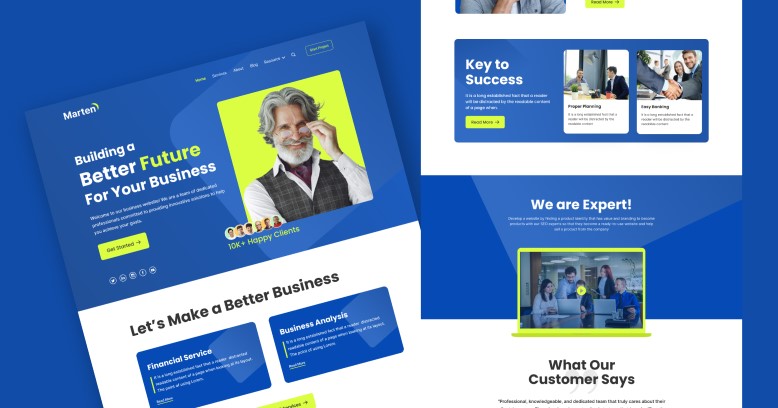 Marten
Home Services About Blog Elements Start Project
Building a
Better Future
For Your Business
Welcome to our business website! We are a team of dedicated
professionals committed to providing innovative solutions to help
you achieve your goals.
Get Started →
10K+ Happy Clients
Let's Make a Better Business
Financial Service
It is a long established fact that a reader distracted
readable content of a page when looking at its layout.
The point of using Lorem.
Read More
Business Analysis
It is a long established fact that a reader distracted
readable content of a page when looking at its layout.
The point of using Lorem.
Read More
Services →
Read More →
Key to
Success
It is a long established fact that a reader
will be distracted by the readable content
of a page when.
Read More →
Proper Planning
It is a long established fact that a
reader will be distracted by the
readable content
Easy Banking
It is a long established fact that a
reader will be distracted by the
readable content
We are Expert!
Develop a website by finding a product identity that has value and branding to become
products with our SEO experts so that they become a ready-to-use website and help
sell a product from the company
What Our
Customer Says
"Professional, knowledgeable, and dedicated team that truly cares about their